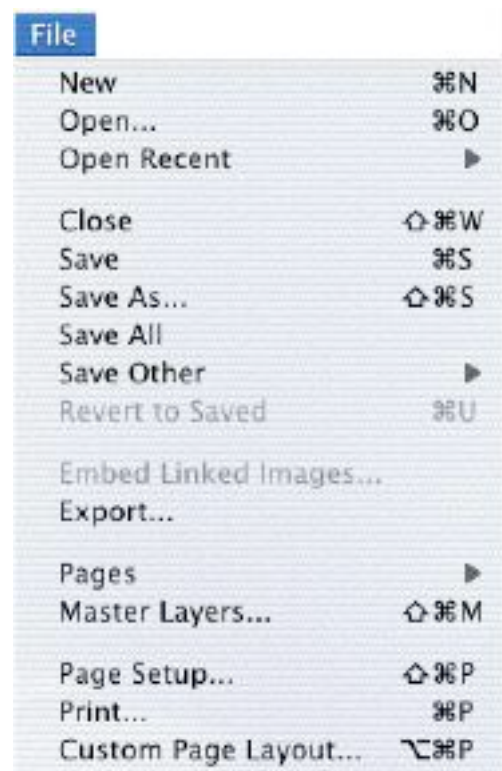 File
New ⌘N
Open... ⌘O
Open Recent ▶
Close ⇧⌘W
Save ⌘S
Save As... ⇧⌘S
Save All
Save Other ▶
Revert to Saved ⌘U
Embed Linked Images...
Export...
Pages ▶
Master Layers... ⇧⌘M
Page Setup... ⇧⌘P
Print... ⌘P
Custom Page Layout... ⌥⌘P